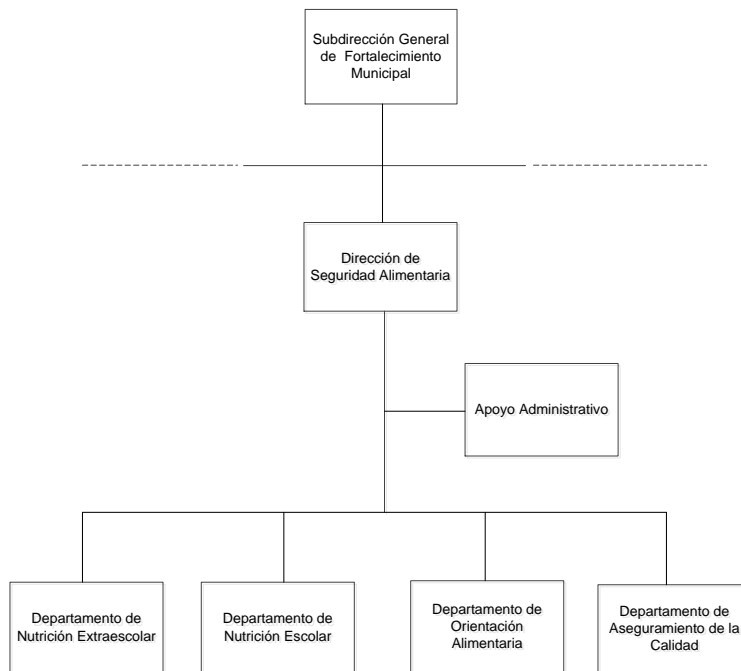 Subdirección General
de Fortalecimiento
Municipal
Dirección de
Seguridad Alimentaria
Apoyo Administrativo
Departamento de
Nutrición Extraescolar
Departamento de
Nutrición Escolar
Departamento de
Orientación
Alimentaria
Departamento de
Aseguramiento de la
Calidad